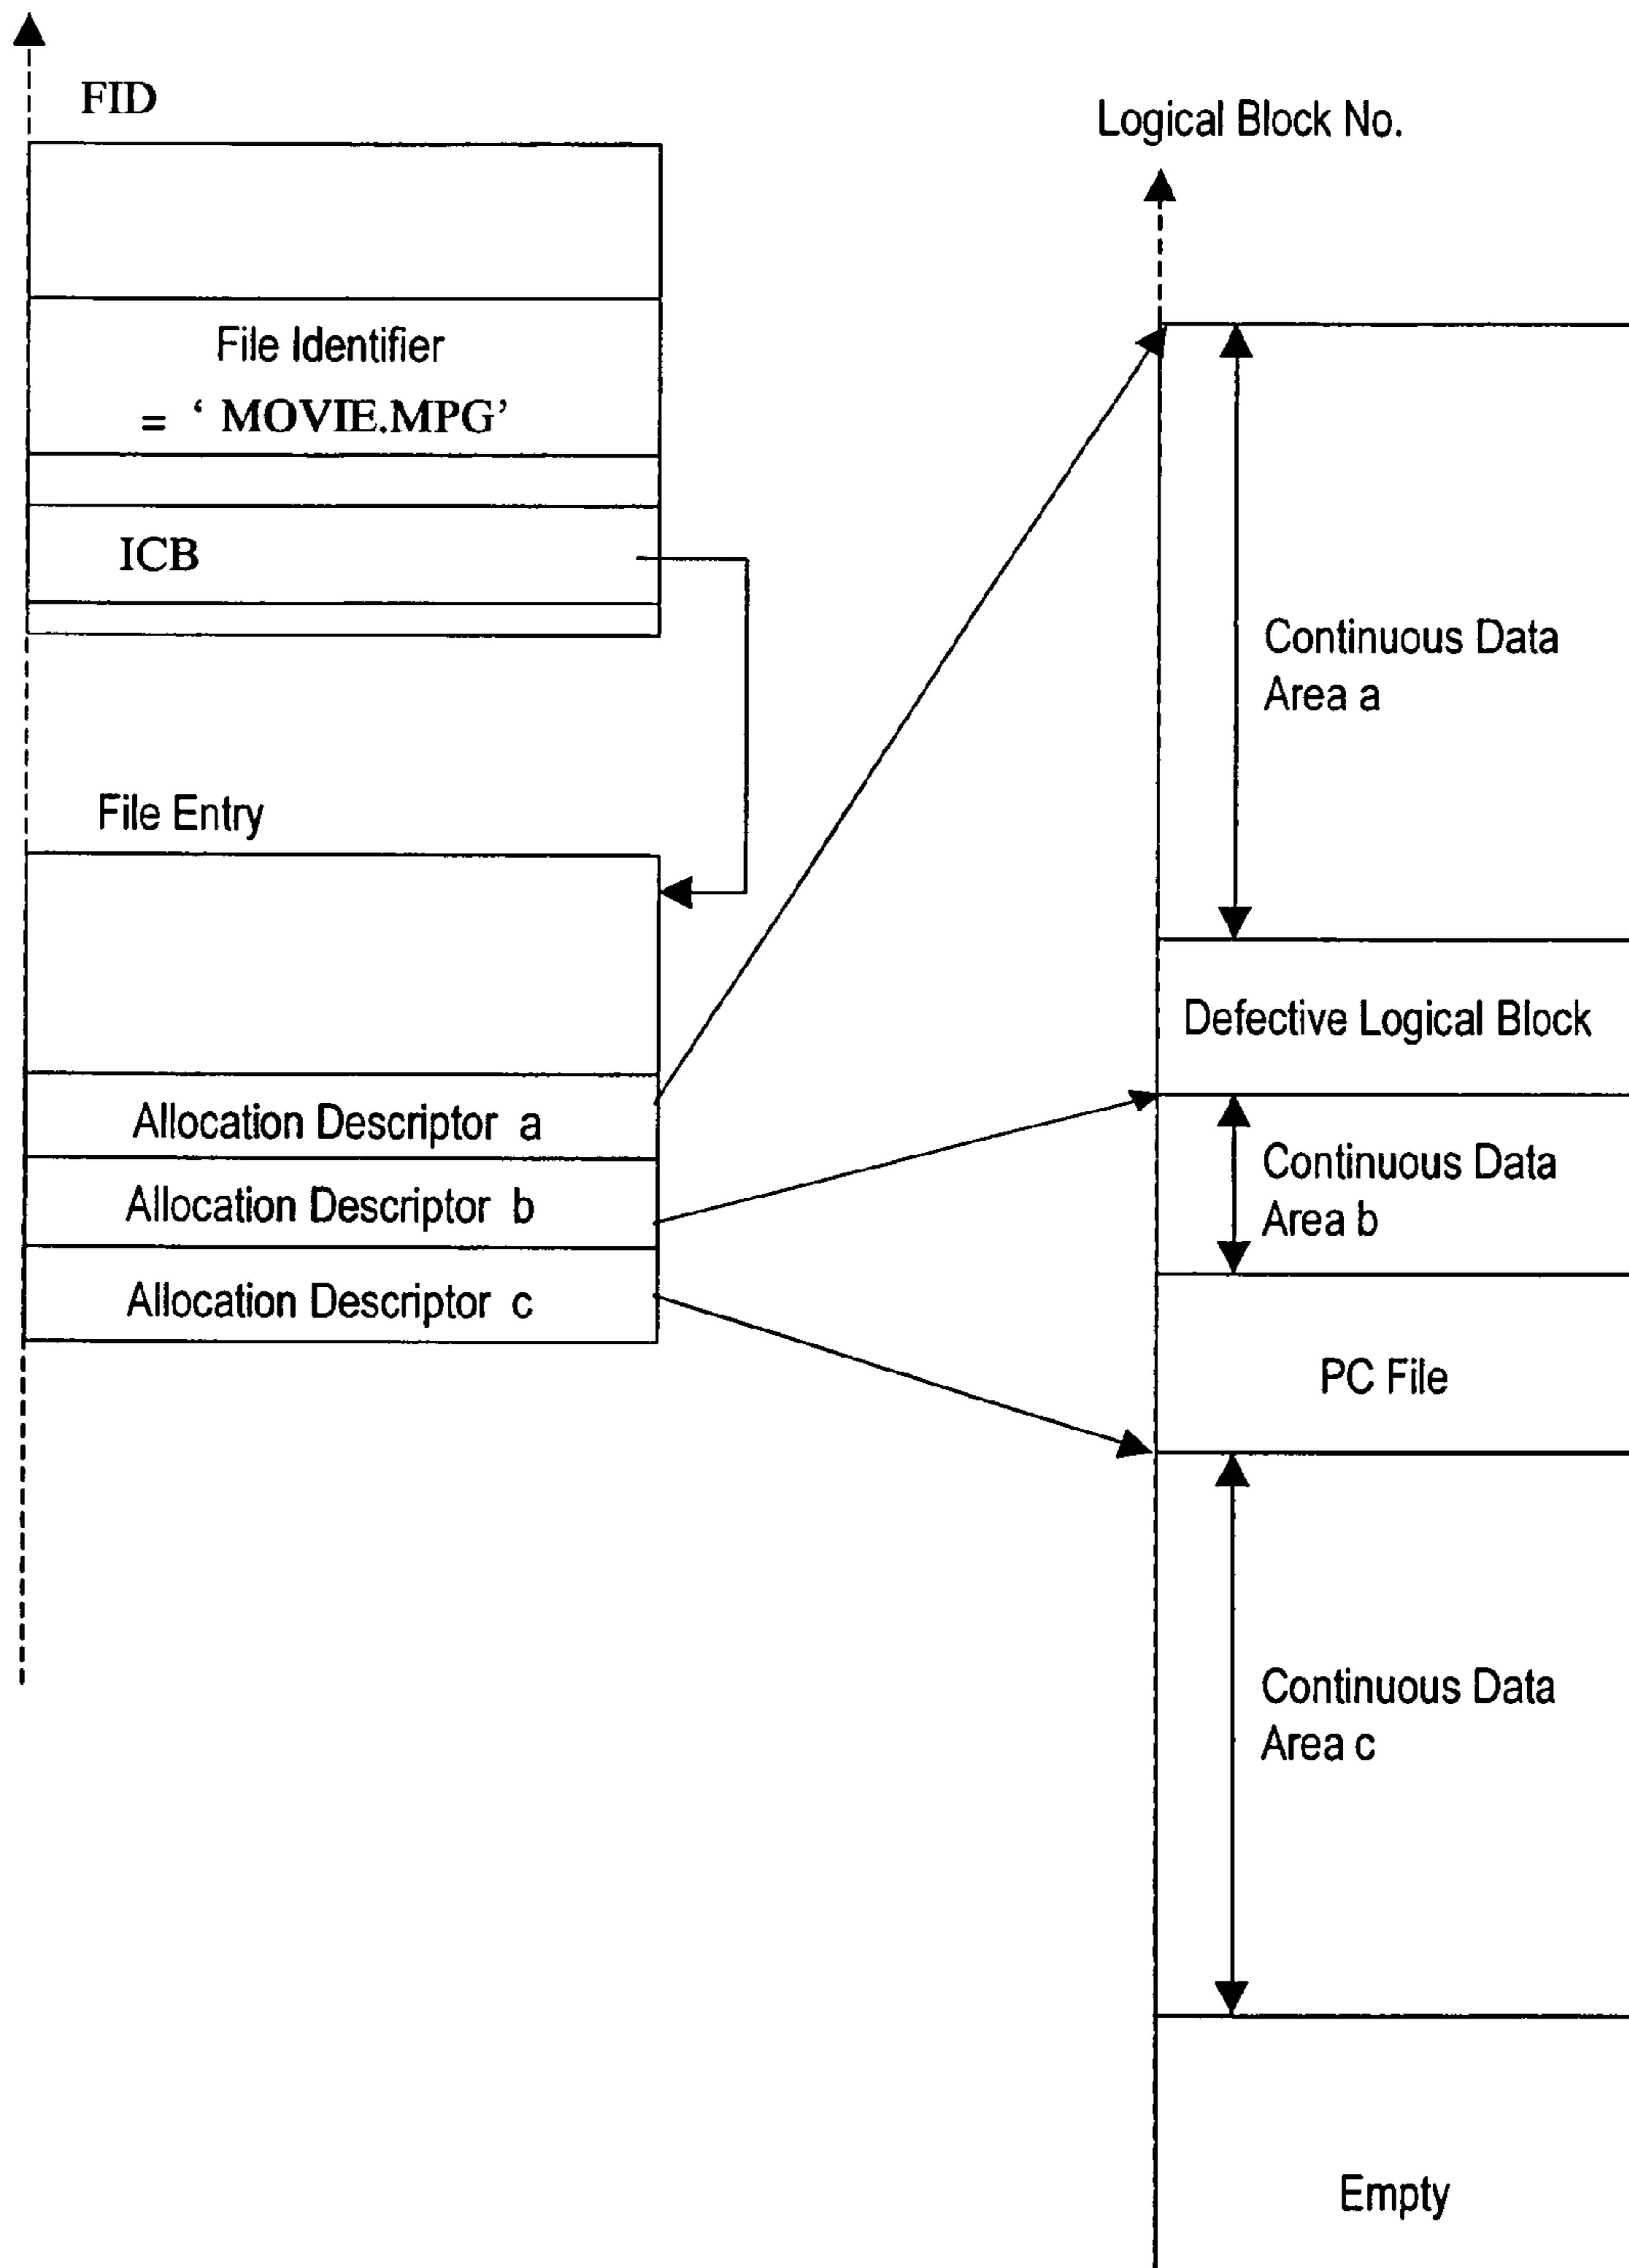 FID
File Identifier
= ‘ MOVIE.MPG’
ICB
File Entry
Allocation Descriptor a
Allocation Descriptor b
Allocation Descriptor c
Logical Block No.
Continuous Data
Area a
Defective Logical Block
Continuous Data
Area b
PC File
Continuous Data
Area c
Empty